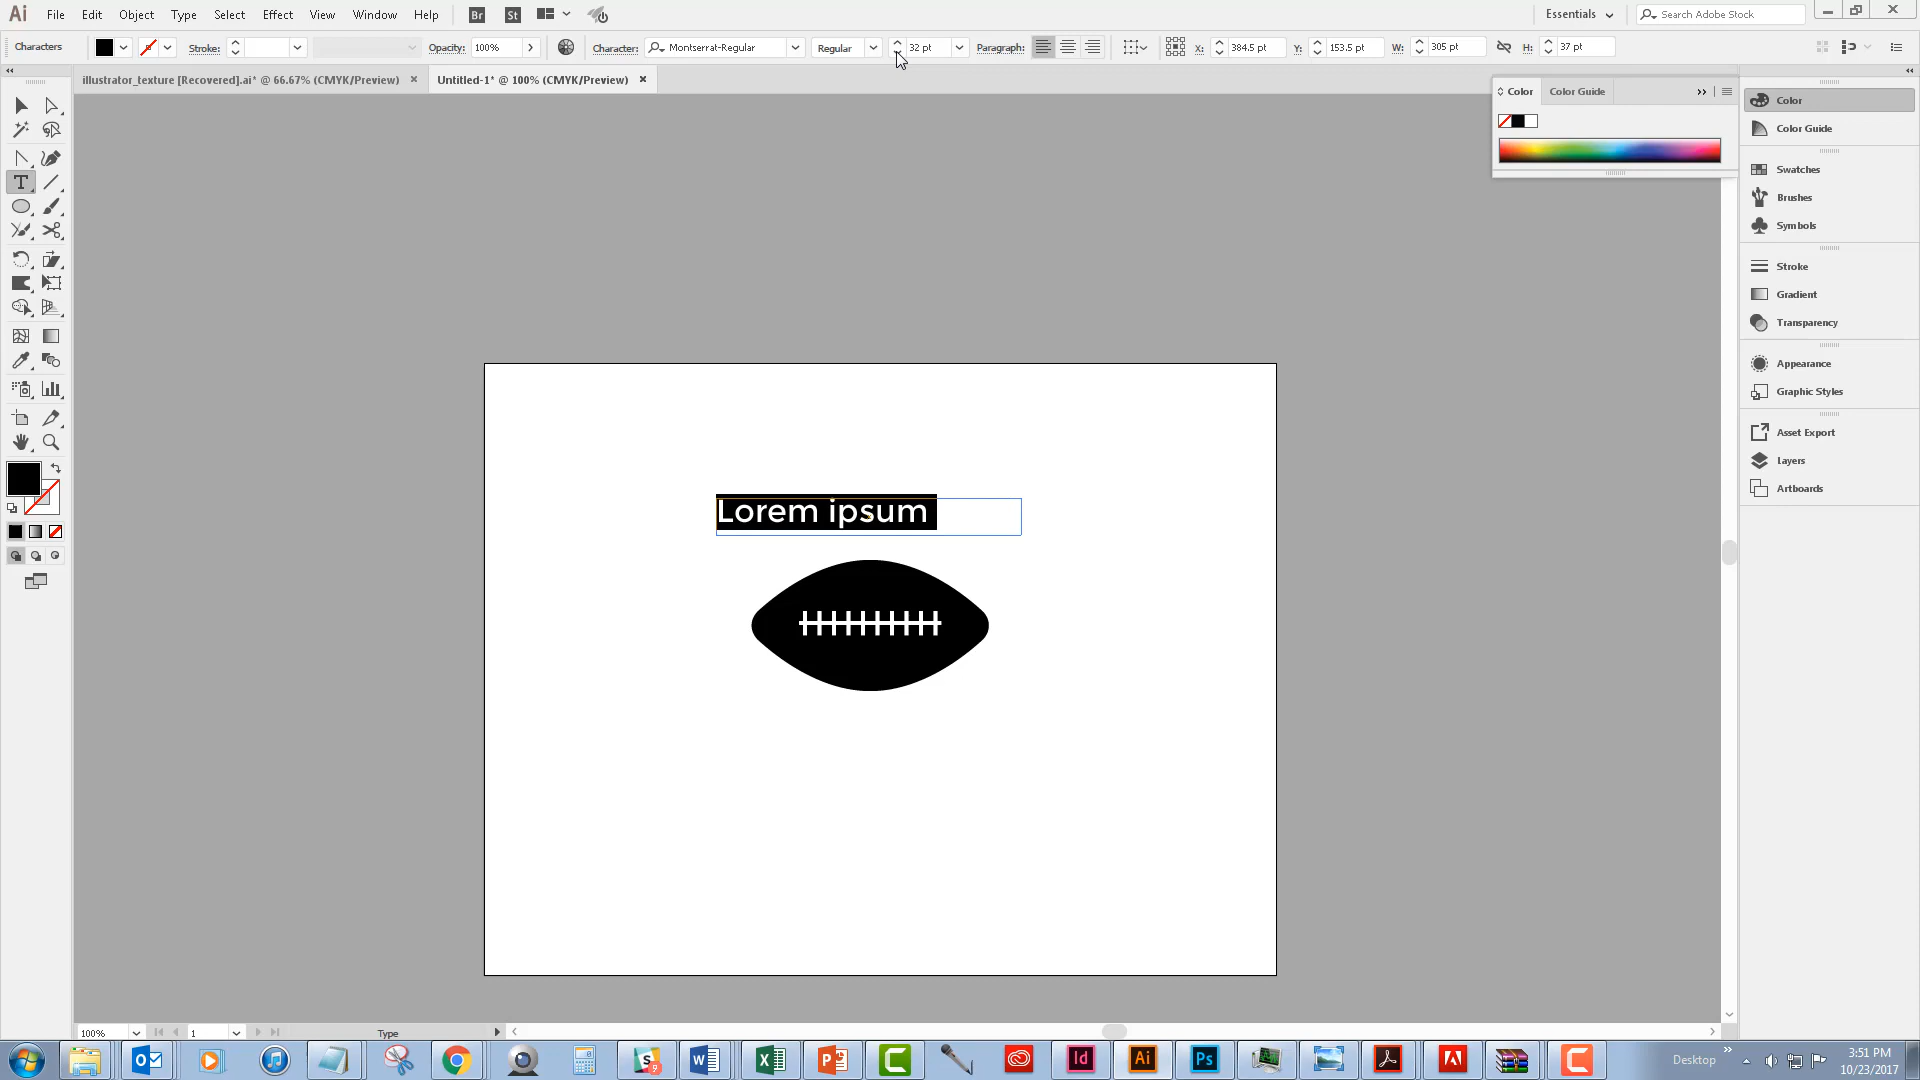 Ai File Edit Object Type Select Effect View Window Help Br St Essentials Search Adobe Stock
Characters Stroke: Opacity: 100% Character: Montserrat-Regular Regular 32 pt Paragraph: X: 384.5 pt Y: 153.5 pt W: 305 pt H: 37 pt
illustrator_texture [Recovered].ai* @ 66.67% (CMYK/Preview) × Untitled-1* @ 100% (CMYK/Preview) ×
Color Color Guide
Color
Color Guide
Swatches
Brushes
Symbols
Stroke
Gradient
Transparency
Appearance
Graphic Styles
Asset Export
Layers
Artboards
Lorem ipsum
100% 1 Type
Desktop
3:51 PM
10/23/2017
S 9 W X P C Id Ai Ps C